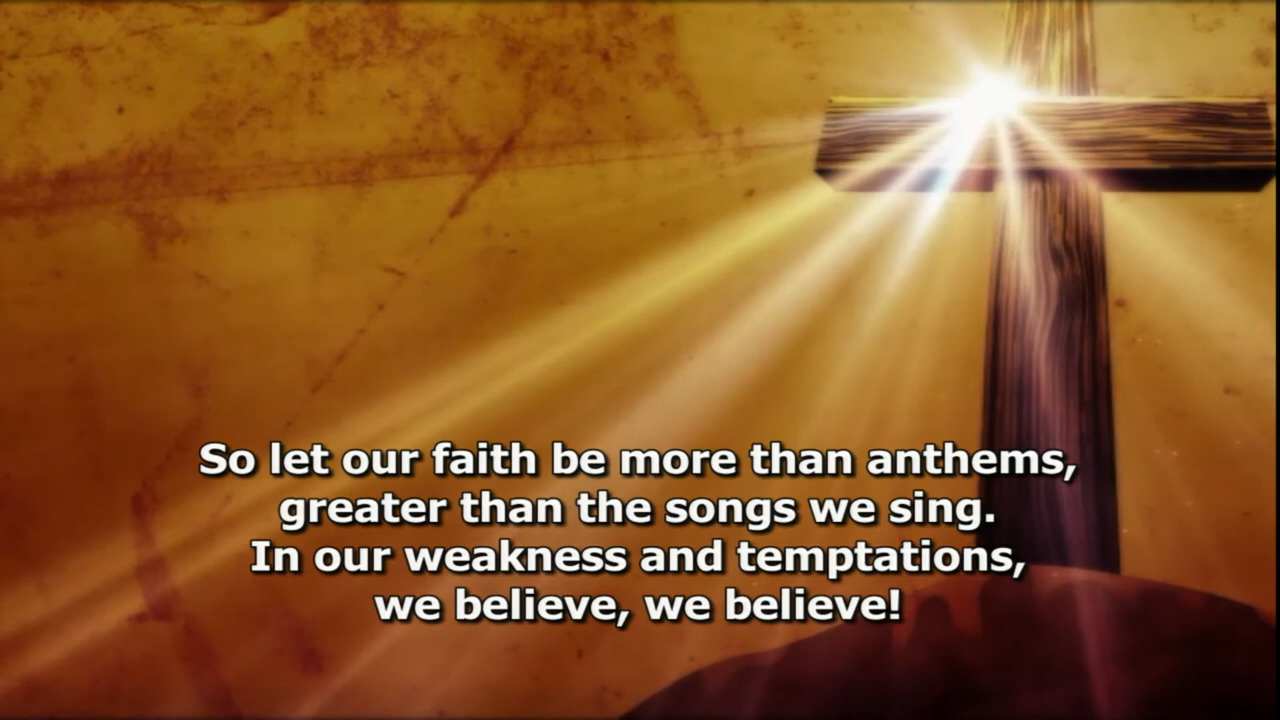 So let our faith be more than anthems,
greater than the songs we sing.
In our weakness and temptations,
we believe, we believe!